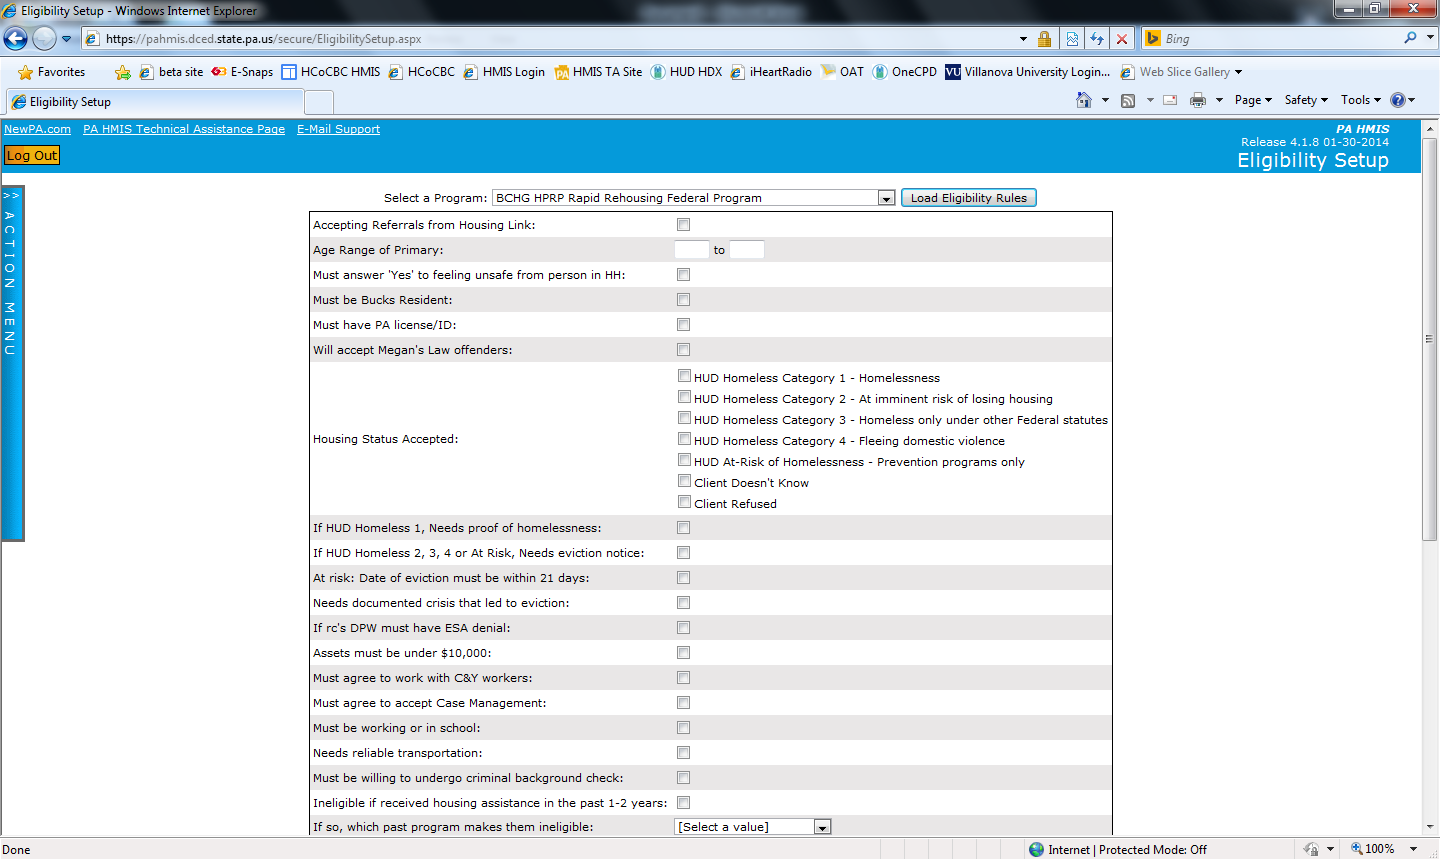 Eligibility Setup - Windows Internet Explorer
https://pahmis.dced.state.pa.us/secure/EligibilitySetup.aspx
Bing
Favorites beta site E-Snaps HCoCBC HMIS HCoCBC HMIS Login HMIS TA Site HUD HDX iHeartRadio OAT OneCPD Villanova University Login... Web Slice Gallery
Eligibility Setup
Page Safety Tools
NewPA.com PA HMIS Technical Assistance Page E-Mail Support
PA HMIS
Release 4.1.8 01-30-2014
Log Out
Eligibility Setup
>> ACTION MENU
Select a Program: BCHG HPRP Rapid Rehousing Federal Program Load Eligibility Rules
Accepting Referrals from Housing Link:
Age Range of Primary: to
Must answer 'Yes' to feeling unsafe from person in HH:
Must be Bucks Resident:
Must have PA license/ID:
Will accept Megan's Law offenders:
Housing Status Accepted:
HUD Homeless Category 1 - Homelessness
HUD Homeless Category 2 - At imminent risk of losing housing
HUD Homeless Category 3 - Homeless only under other Federal statutes
HUD Homeless Category 4 - Fleeing domestic violence
HUD At-Risk of Homelessness - Prevention programs only
Client Doesn't Know
Client Refused
If HUD Homeless 1, Needs proof of homelessness:
If HUD Homeless 2, 3, 4 or At Risk, Needs eviction notice:
At risk: Date of eviction must be within 21 days:
Needs documented crisis that led to eviction:
If rc's DPW must have ESA denial:
Assets must be under $10,000:
Must agree to work with C&Y workers:
Must agree to accept Case Management:
Must be working or in school:
Needs reliable transportation:
Must be willing to undergo criminal background check:
Ineligible if received housing assistance in the past 1-2 years:
If so, which past program makes them ineligible: [Select a value]
Done
Internet | Protected Mode: Off
100%